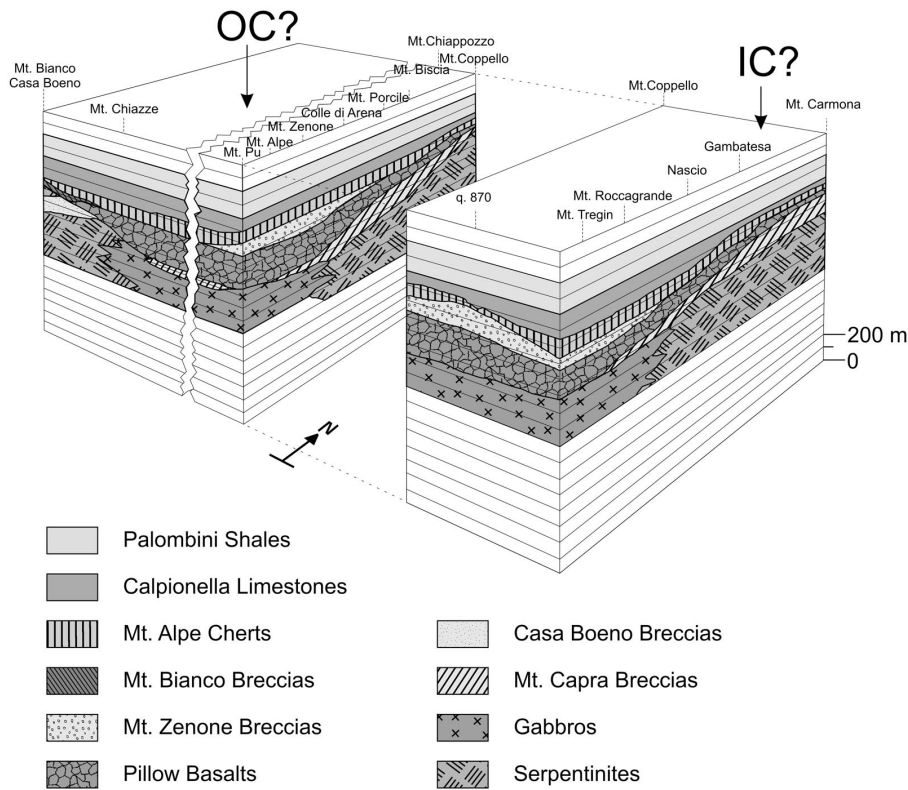 OC?
IC?
Mt. Bianco
Casa Boeno
Mt. Chiazze
Mt.Chiappozzo
Mt.Coppello
Mt. Biscia
Mt. Porcile
Colle di Arena
Mt. Zenone
Mt. Alpe
Mt. Pu
Mt.Coppello
Mt. Carmona
Gambatesa
Nascio
Mt. Roccagrande
Mt. Tregin
q. 870
200 m
0
N
Palombini Shales
Calpionella Limestones
Mt. Alpe Cherts
Mt. Bianco Breccias
Mt. Zenone Breccias
Pillow Basalts
Casa Boeno Breccias
Mt. Capra Breccias
Gabbros
Serpentinites